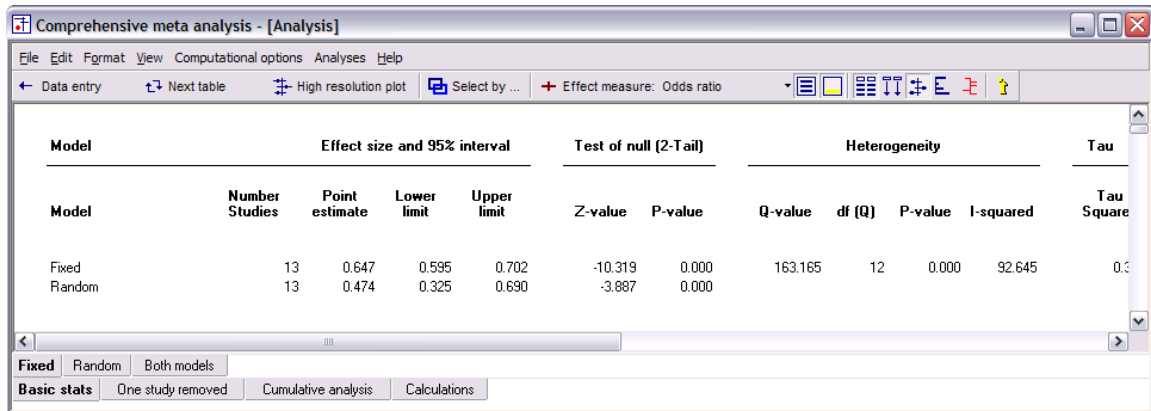 Comprehensive meta analysis - [Analysis]
File Edit Format View Computational options Analyses Help
← Data entry Next table High resolution plot Select by ... Effect measure: Odds ratio
Model Effect size and 95% interval Test of null (2-Tail) Heterogeneity Tau
Model Number Studies Point estimate Lower limit Upper limit Z-value P-value Q-value df (Q) P-value I-squared Tau Square
Fixed 13 0.647 0.595 0.702 -10.319 0.000 163.165 12 0.000 92.645
Random 13 0.474 0.325 0.690 -3.887 0.000
Fixed Random Both models
Basic stats One study removed Cumulative analysis Calculations